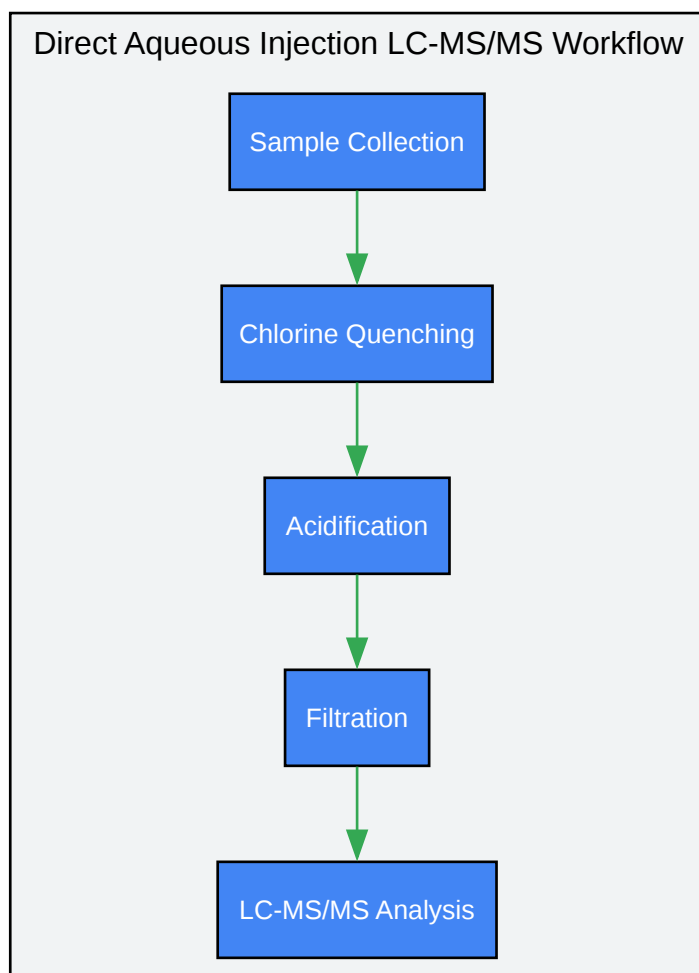 Direct Aqueous Injection LC-MS/MS Workflow
Sample Collection
Chlorine Quenching
Acidification
Filtration
LC-MS/MS Analysis